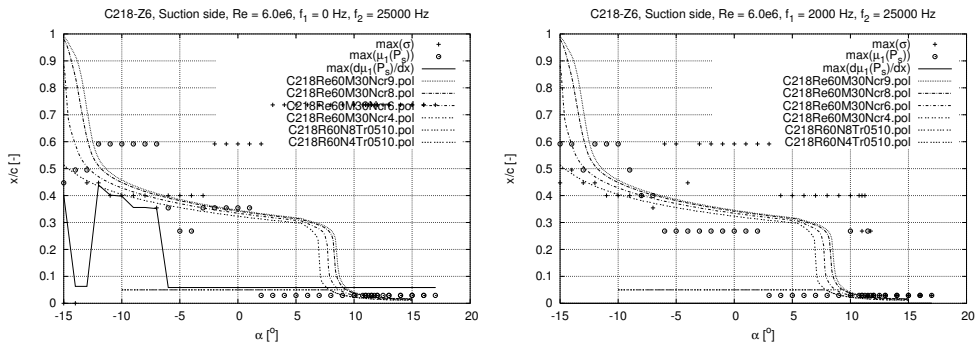 C218-Z6, Suction side, Re = 6.0e6, f1 = 0 Hz, f2 = 25000 Hz
1
0.9
0.8
0.7
0.6
0.5
0.4
0.3
0.2
0.1
0
x/c [-]
-15
-10
-5
0
5
10
15
20
α [°]
max(σ)
max(μ1(Ps))
max(dμ1(Ps)/dx)
C218Re60M30Ncr9.pol
C218Re60M30Ncr8.pol
C218Re60M30Ncr6.pol
C218Re60M30Ncr4.pol
C218R60N8Tr0510.pol
C218R60N4Tr0510.pol
C218-Z6, Suction side, Re = 6.0e6, f1 = 2000 Hz, f2 = 25000 Hz
1
0.9
0.8
0.7
0.6
0.5
0.4
0.3
0.2
0.1
0
x/c [-]
-15
-10
-5
0
5
10
15
20
α [°]
max(σ)
max(μ1(Ps))
C218Re60M30Ncr9.pol
C218Re60M30Ncr8.pol
C218Re60M30Ncr6.pol
C218Re60M30Ncr4.pol
C218R60N8Tr0510.pol
C218R60N4Tr0510.pol